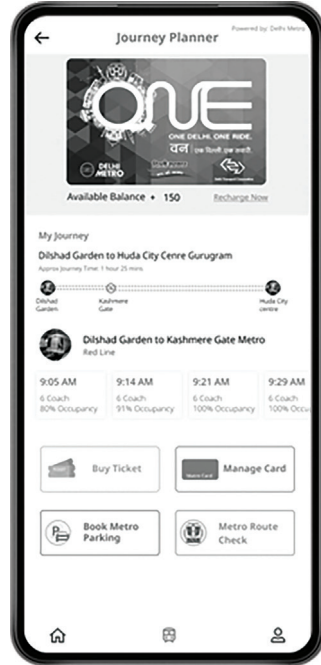 Powered by: Delhi Metro
Journey Planner
ONE
ONE DELHI. ONE RIDE.
वन | एक दिल्ली एक सवारी
DELHI METRO
Available Balance • 150
Recharge Now
My Journey
Dilshad Garden to Huda City Cenre Gurugram
Approx Journey Time: 1 hour 25 mins
Dilshad Garden
Kashmere Gate
Huda City centre
Dilshad Garden to Kashmere Gate Metro
Red Line
9:05 AM
6 Coach
80% Occupancy
9:14 AM
6 Coach
91% Occupancy
9:21 AM
6 Coach
100% Occupancy
9:29 AM
6 Coach
100% Occu
Buy Ticket
Manage Card
Book Metro Parking
Metro Route Check